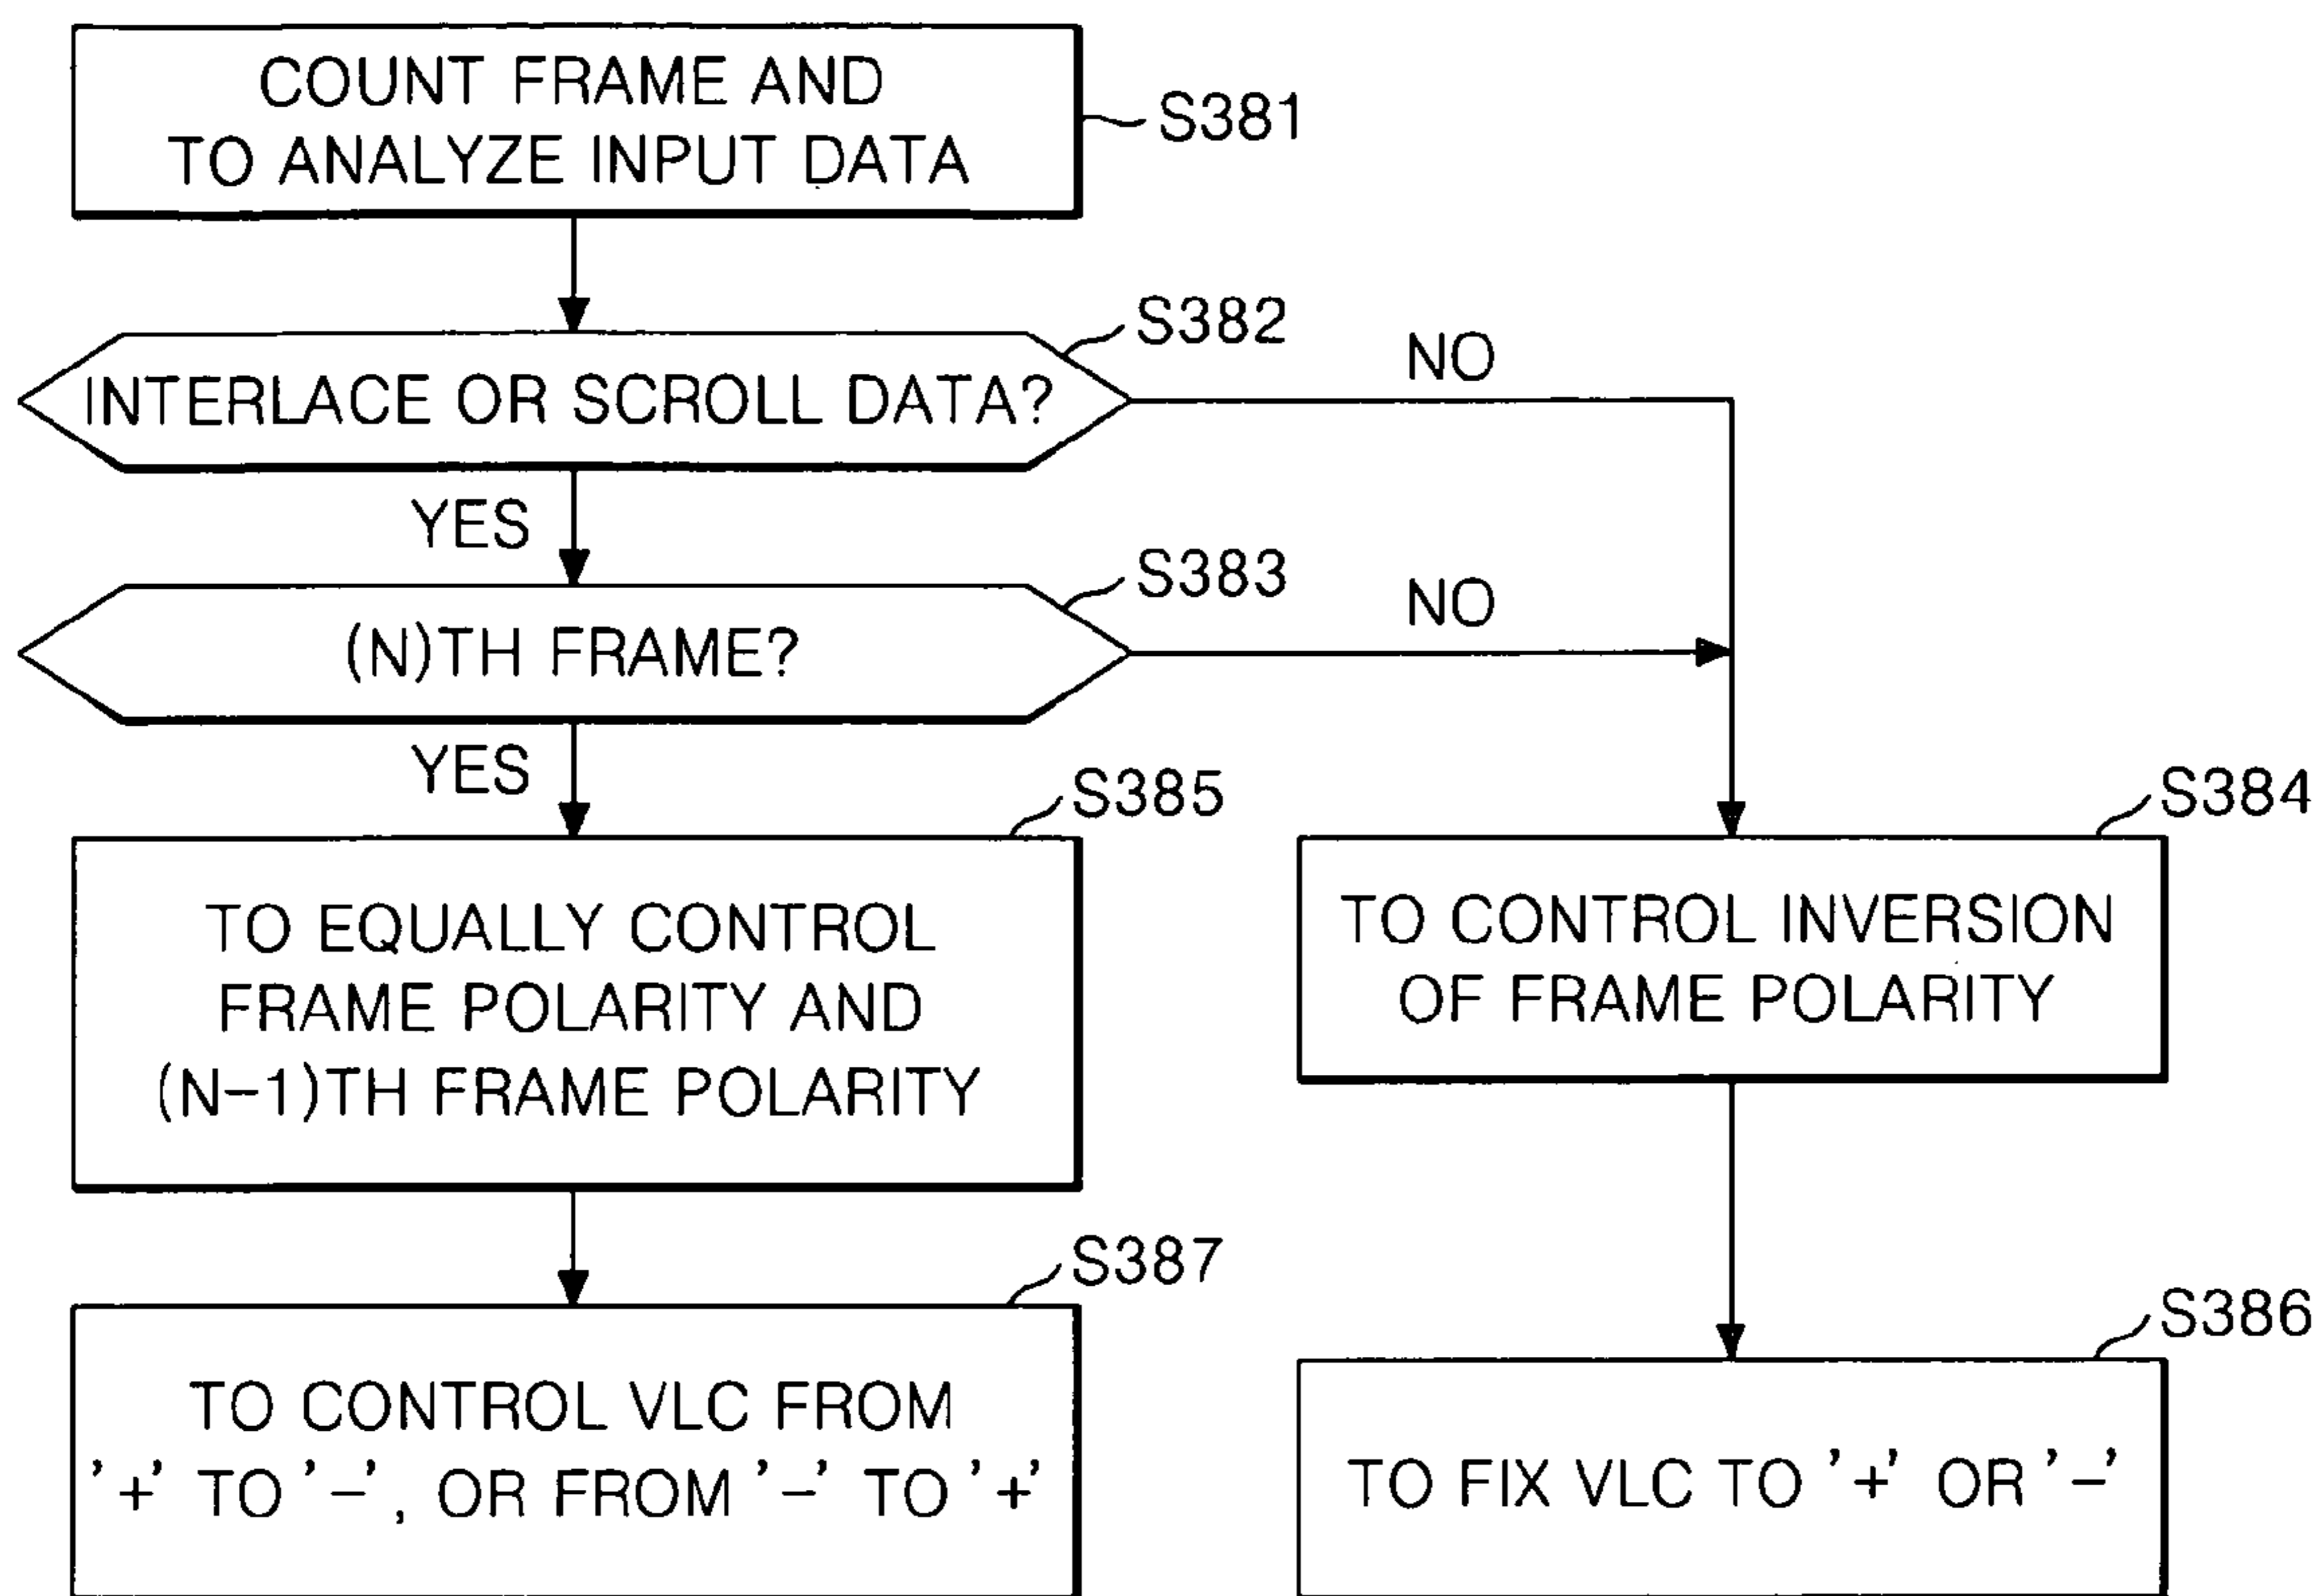 COUNT FRAME AND
TO ANALYZE INPUT DATA
S381
S382
INTERLACE OR SCROLL DATA?
NO
YES
S383
(N)TH FRAME?
NO
YES
S385
TO EQUALLY CONTROL
FRAME POLARITY AND
(N-1)TH FRAME POLARITY
S384
TO CONTROL INVERSION
OF FRAME POLARITY
S387
TO CONTROL VLC FROM
'+' TO '-', OR FROM '-' TO '+'
S386
TO FIX VLC TO '+' OR '-'